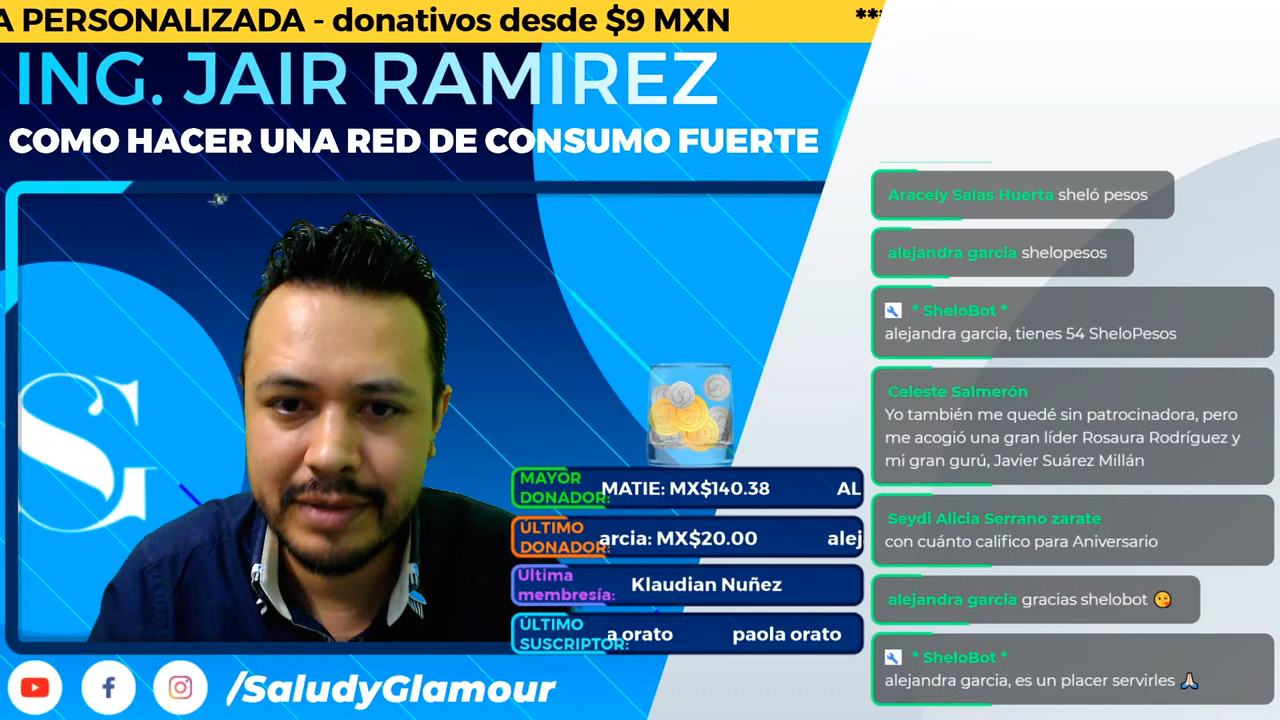 A PERSONALIZADA - donativos desde $9 MXN
ING. JAIR RAMIREZ
COMO HACER UNA RED DE CONSUMO FUERTE
SG
MAYOR DONADOR: MATIE: MX$140.38 AL
ÚLTIMO DONADOR: arcia: MX$20.00 alej
Última membresía: Klaudian Nuñez
ÚLTIMO SUSCRIPTOR: a orato paola orato
/SaludyGlamour
Aracely Salas Huerta sheló pesos
alejandra garcia shelopesos
* SheloBot *
alejandra garcia, tienes 54 SheloPesos
Celeste Salmerón
Yo también me quedé sin patrocinadora, pero
me acogió una gran líder Rosaura Rodríguez y
mi gran gurú, Javier Suárez Millán
Seydi Alicia Serrano zarate
con cuánto califico para Aniversario
alejandra garcia gracias shelobot 😘
* SheloBot *
alejandra garcia, es un placer servirles 🙏🏻